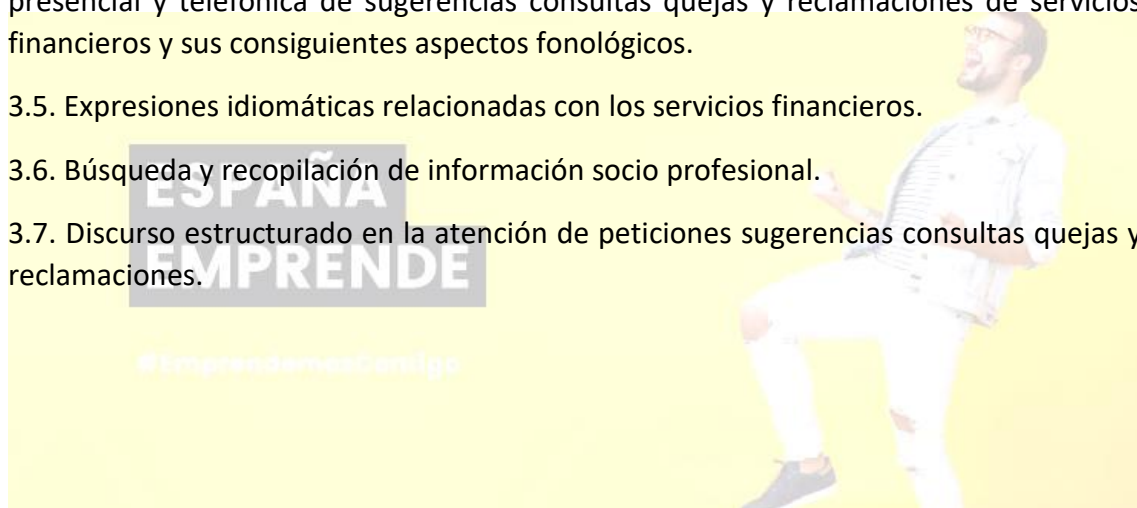 presencial y telefónica de sugerencias consultas quejas y reclamaciones de servicios
financieros y sus consiguientes aspectos fonológicos.
3.5. Expresiones idiomáticas relacionadas con los servicios financieros.
3.6. Búsqueda y recopilación de información socio profesional.
3.7. Discurso estructurado en la atención de peticiones sugerencias consultas quejas y
reclamaciones.
ESPAÑA
EMPRENDE
#EmprendemosContigo